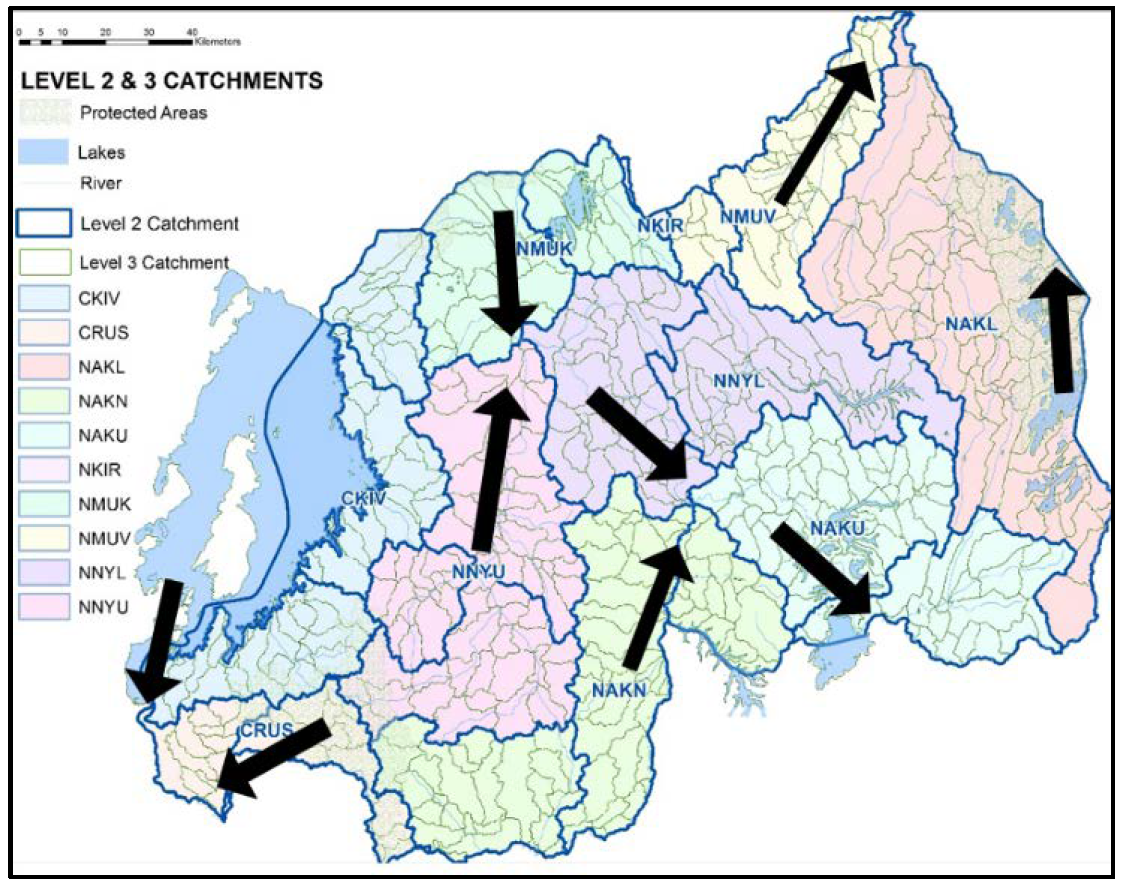 0 5 10 20 30 40
Kilometers
LEVEL 2 & 3 CATCHMENTS
Protected Areas
Lakes
River
Level 2 Catchment
Level 3 Catchment
CKIV
CRUS
NAKL
NAKN
NAKU
NKIR
NMUK
NMUV
NNYL
NNYU
NMUV
NKIR
NMUK
NAKL
NNYL
CKIV
NAKU
NNYU
NAKN
CRUS